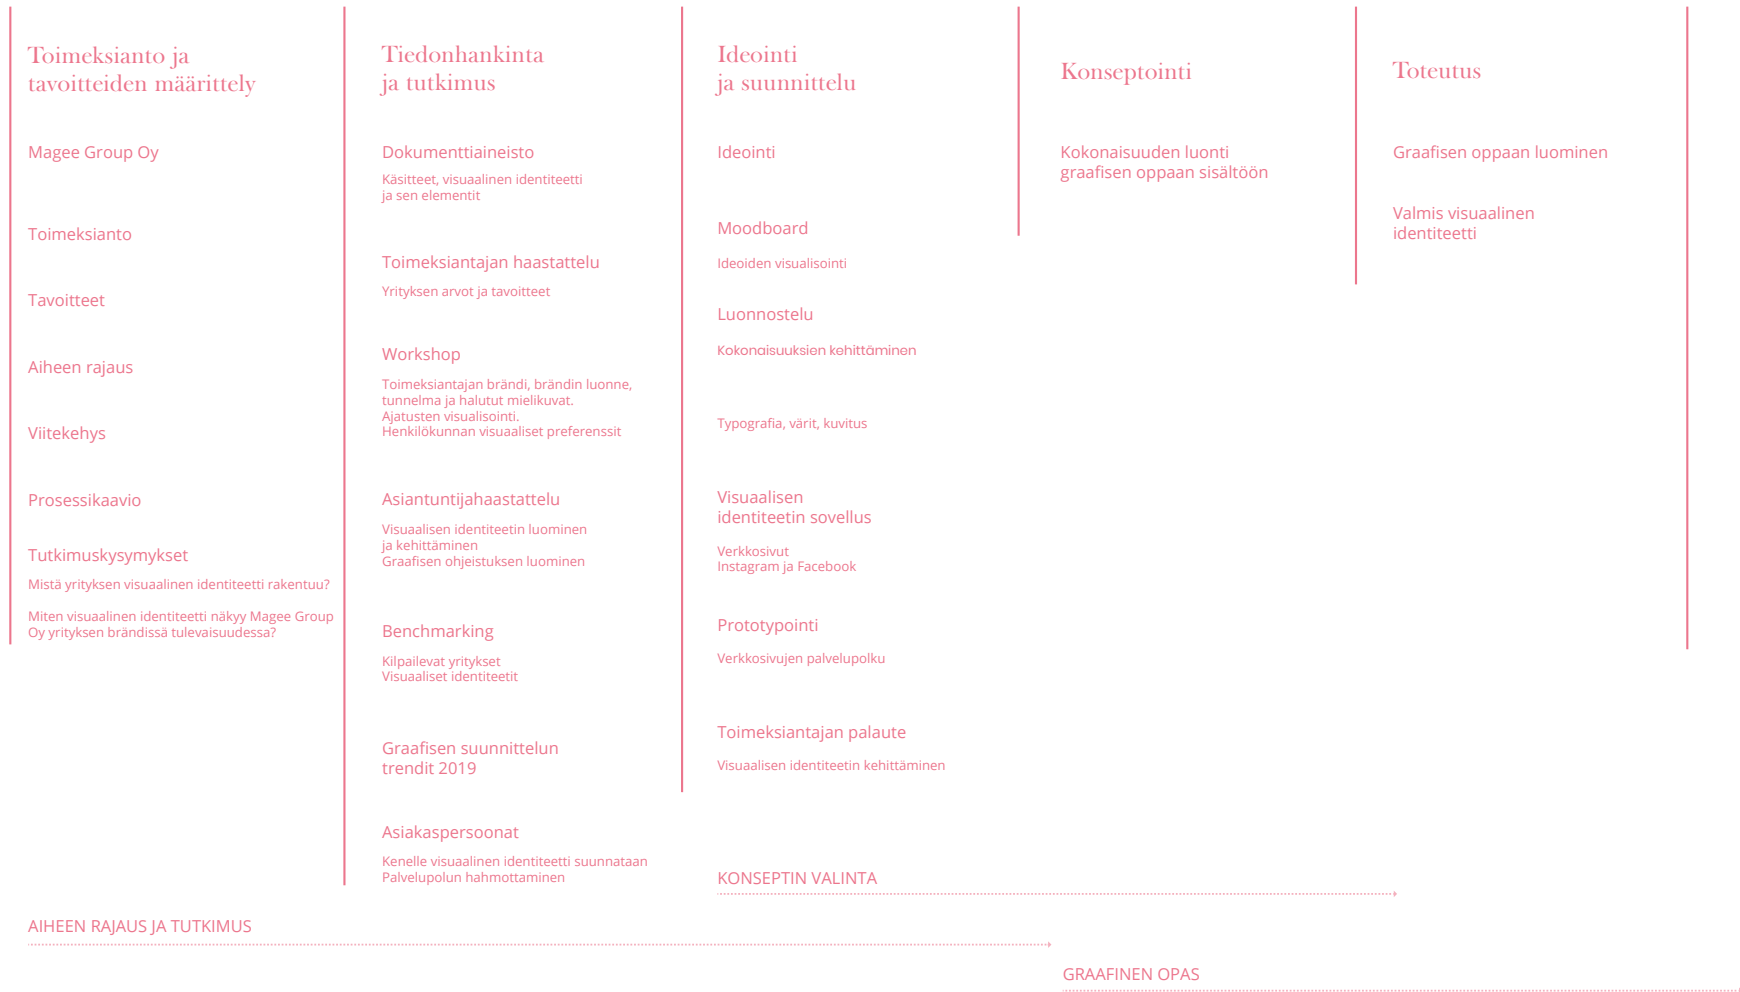 Toimeksianto ja
tavoitteiden määrittely
Magee Group Oy
Toimeksianto
Tavoitteet
Aiheen rajaus
Viitekehys
Prosessikaavio
Tutkimuskysymykset
Mistä yrityksen visuaalinen identiteetti rakentuu?
Miten visuaalinen identiteetti näkyy Magee Group
Oy yrityksen brändissä tulevaisuudessa?
Tiedonhankinta
ja tutkimus
Dokumenttiaineisto
Käsitteet, visuaalinen identiteetti
ja sen elementit
Toimeksiantajan haastattelu
Yrityksen arvot ja tavoitteet
Workshop
Toimeksiantajan brändi, brändin luonne,
tunnelma ja halutut mielikuvat.
Ajatusten visualisointi.
Henkilökunnan visuaaliset preferenssit
Asiantuntijahaastattelu
Visuaalisen identiteetin luominen
ja kehittäminen
Graafisen ohjeistuksen luominen
Benchmarking
Kilpailevat yritykset
Visuaaliset identiteetit
Graafisen suunnittelun
trendit 2019
Asiakaspersoonat
Kenelle visuaalinen identiteetti suunnataan
Palvelupolun hahmottaminen
Ideointi
ja suunnittelu
Ideointi
Moodboard
Ideoiden visualisointi
Luonnostelu
Kokonaisuuksien kehittäminen
Typografia, värit, kuvitus
Visuaalisen
identiteetin sovellus
Verkkosivut
Instagram ja Facebook
Prototypointi
Verkkosivujen palvelupolku
Toimeksiantajan palaute
Visuaalisen identiteetin kehittäminen
Konseptointi
Kokonaisuuden luonti
graafisen oppaan sisältöön
Toteutus
Graafisen oppaan luominen
Valmis visuaalinen
identiteetti
KONSEPTIN VALINTA
AIHEEN RAJAUS JA TUTKIMUS
GRAAFINEN OPAS